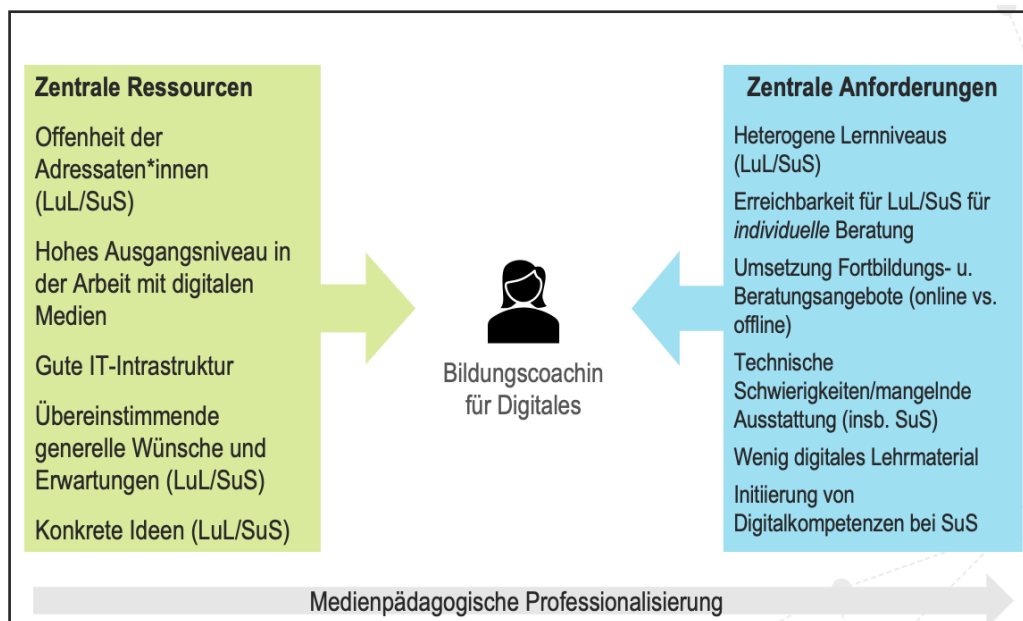 Zentrale Ressourcen
Offenheit der
Adressaten*innen
(LuL/SuS)
Hohes Ausgangsniveau in
der Arbeit mit digitalen
Medien
Gute IT-Intrastruktur
Übereinstimmende
generelle Wünsche und
Erwartungen (LuL/SuS)
Konkrete Ideen (LuL/SuS)
Bildungscoachin
für Digitales
Zentrale Anforderungen
Heterogene Lernniveaus
(LuL/SuS)
Erreichbarkeit für LuL/SuS für
individuelle Beratung
Umsetzung Fortbildungs- u.
Beratungsangebote (online vs.
offline)
Technische
Schwierigkeiten/mangelnde
Ausstattung (insb. SuS)
Wenig digitales Lehrmaterial
Initiierung von
Digitalkompetenzen bei SuS
Medienpädagogische Professionalisierung